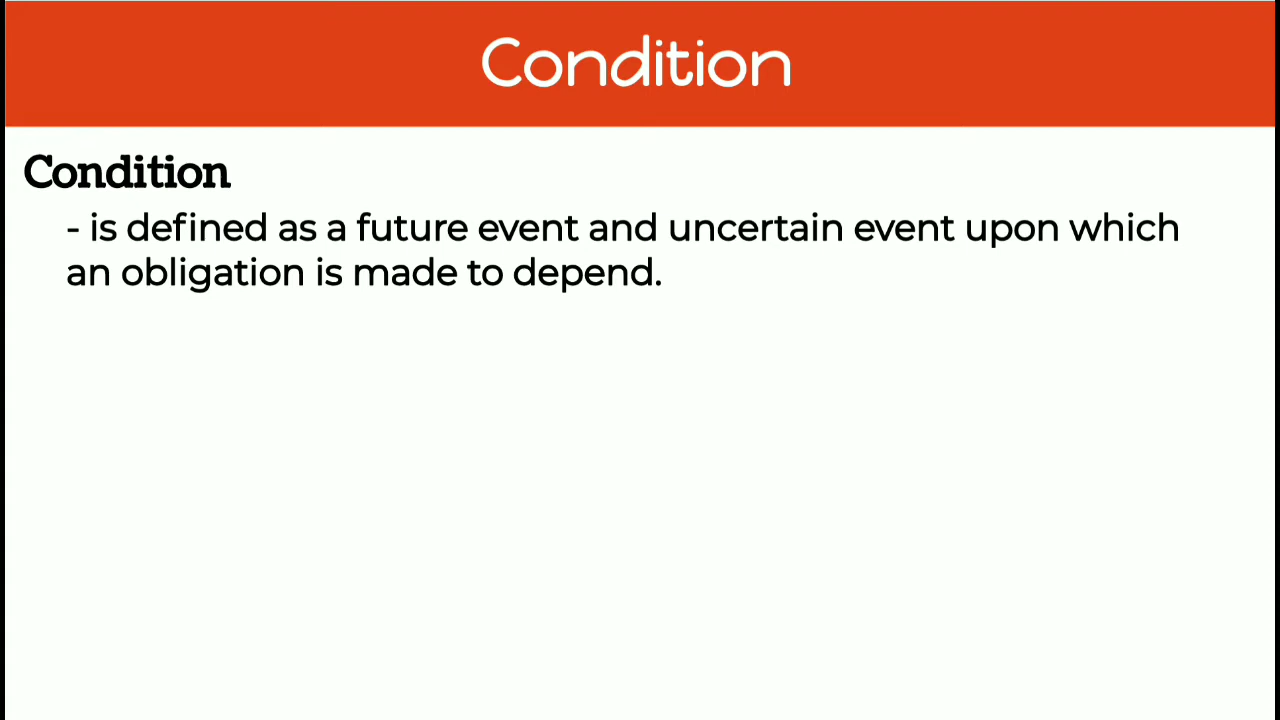 Condition
Condition
- is defined as a future event and uncertain event upon which
an obligation is made to depend.